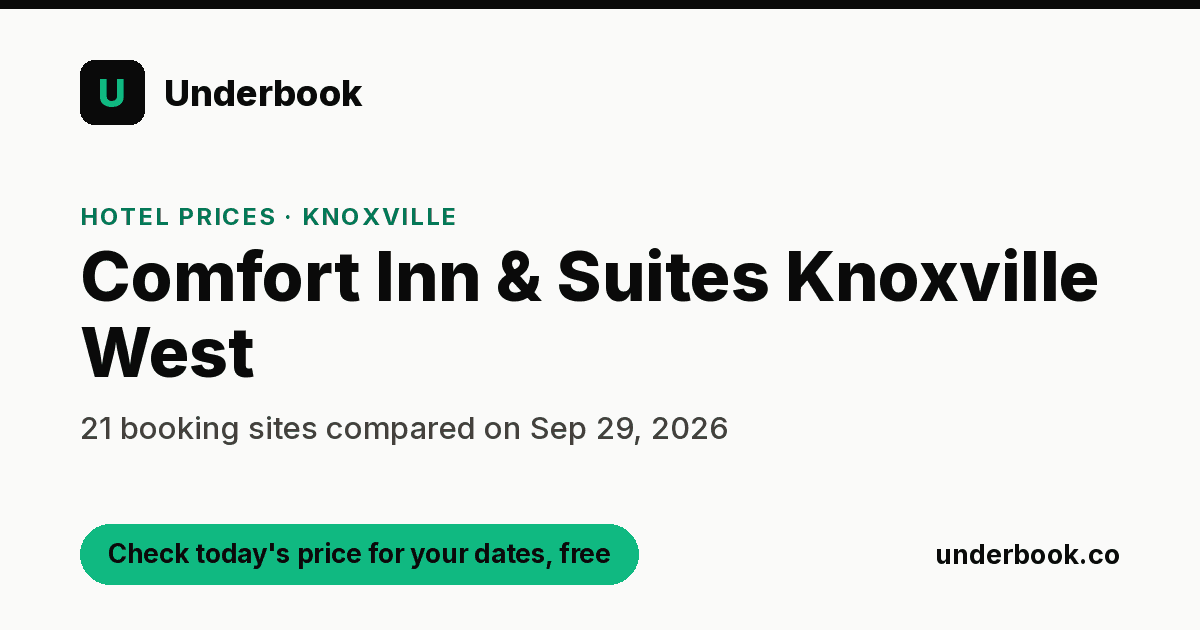 U Underbook
HOTEL PRICES · KNOXVILLE
Comfort Inn & Suites Knoxville
West
21 booking sites compared on Sep 29, 2026
Check today's price for your dates, free
underbook.co